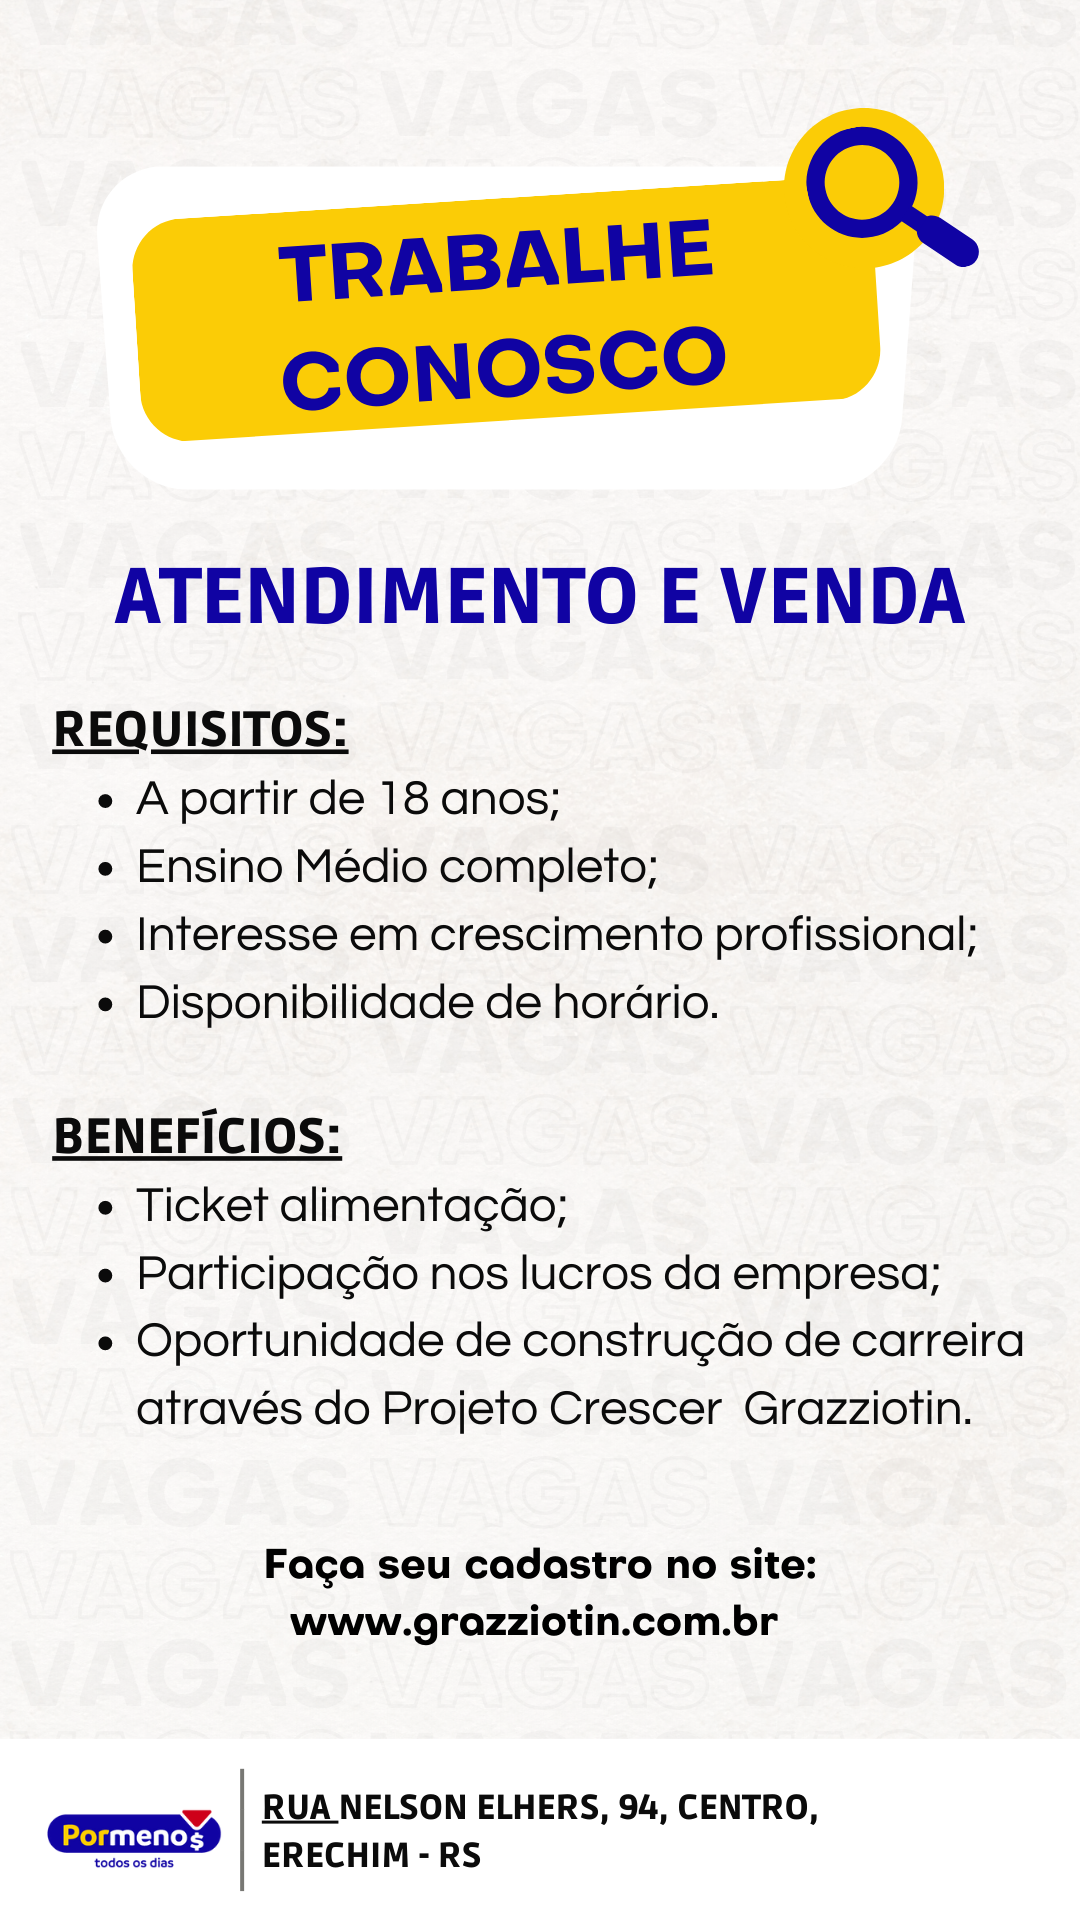 TRABALHE
CONOSCO
ATENDIMENTO E VENDA
REQUISITOS:
• A partir de 18 anos;
• Ensino Médio completo;
• Interesse em crescimento profissional;
• Disponibilidade de horário.
BENEFÍCIOS:
• Ticket alimentação;
• Participação nos lucros da empresa;
• Oportunidade de construção de carreira
através do Projeto Crescer  Grazziotin.
Faça seu cadastro no site:
www.grazziotin.com.br
Pormenos
todos os dias
RUA NELSON ELHERS, 94, CENTRO,
ERECHIM - RS